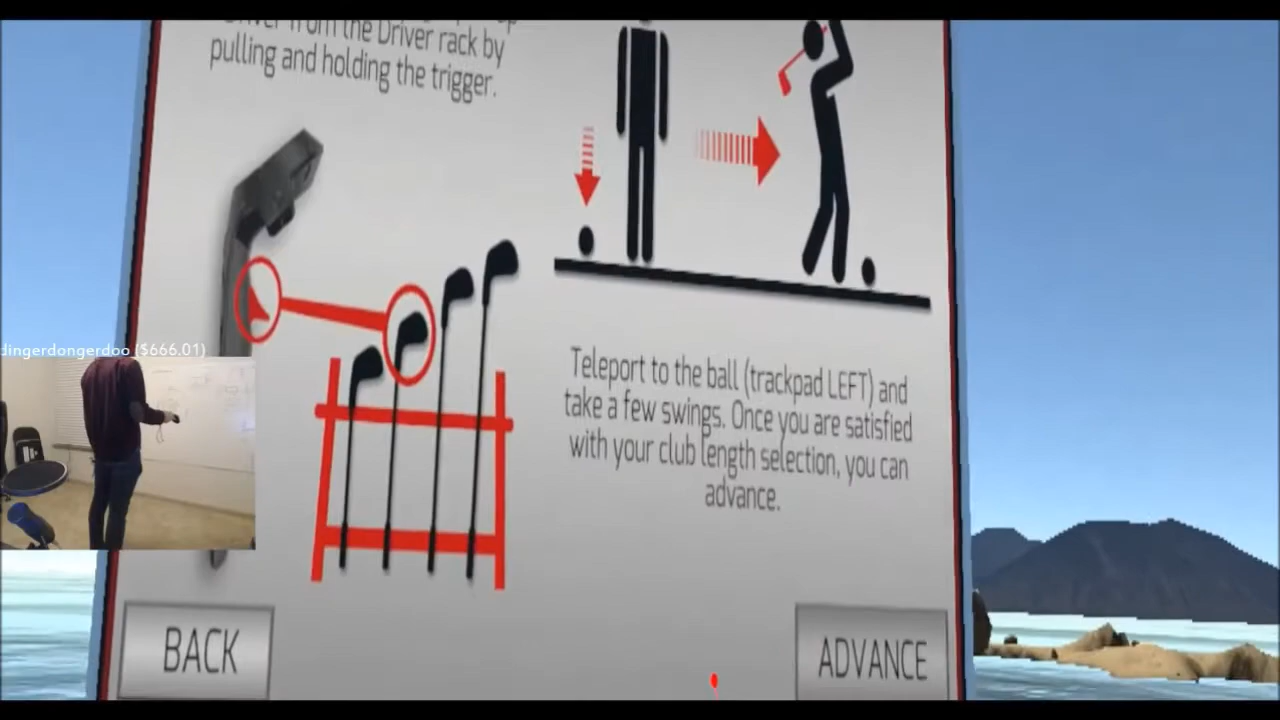 Driver from the Driver rack by
pulling and holding the trigger.
dingerdongerdoo ($666.01)
Teleport to the ball (trackpad LEFT) and
take a few swings. Once you are satisfied
with your club length selection, you can
advance.
BACK
ADVANCE